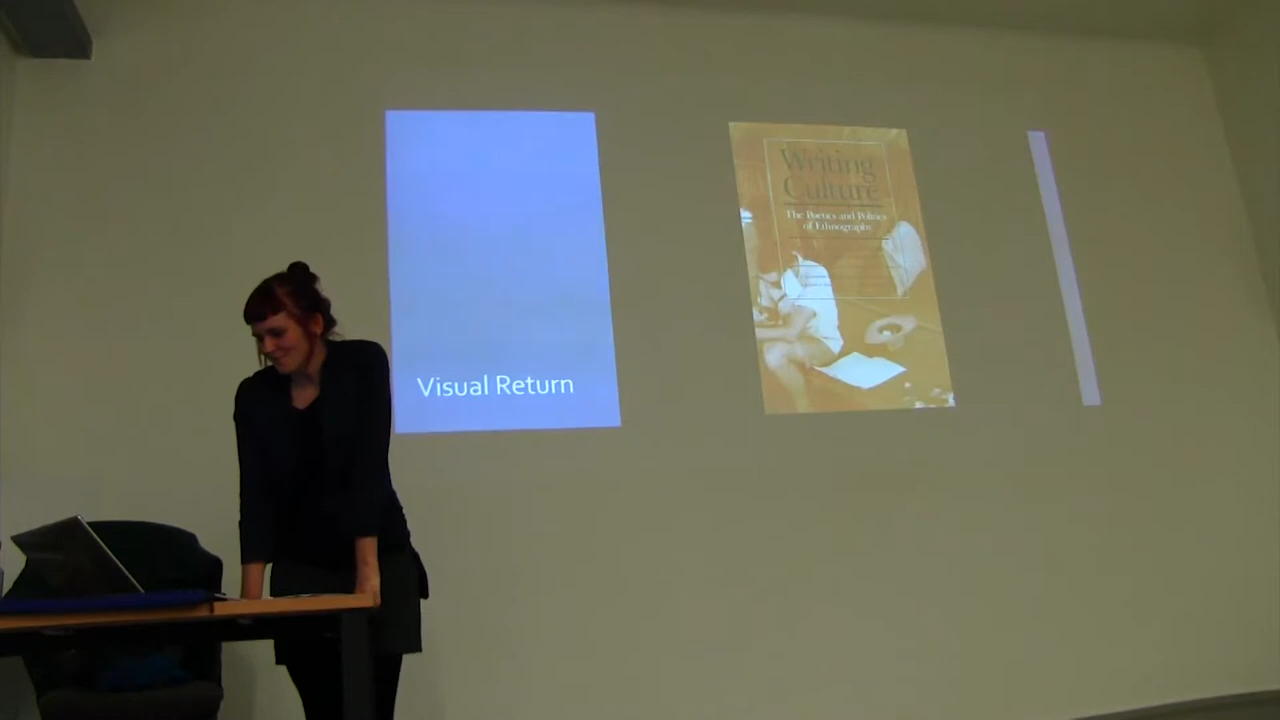 Visual Return
Writing
Culture
The Poetics and Politics
of Ethnography